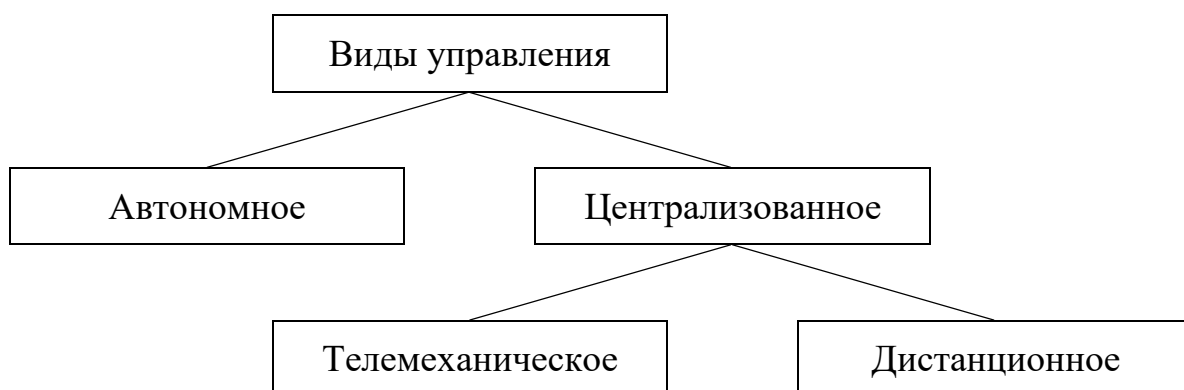 Виды управления
Автономное
Централизованное
Телемеханическое
Дистанционное